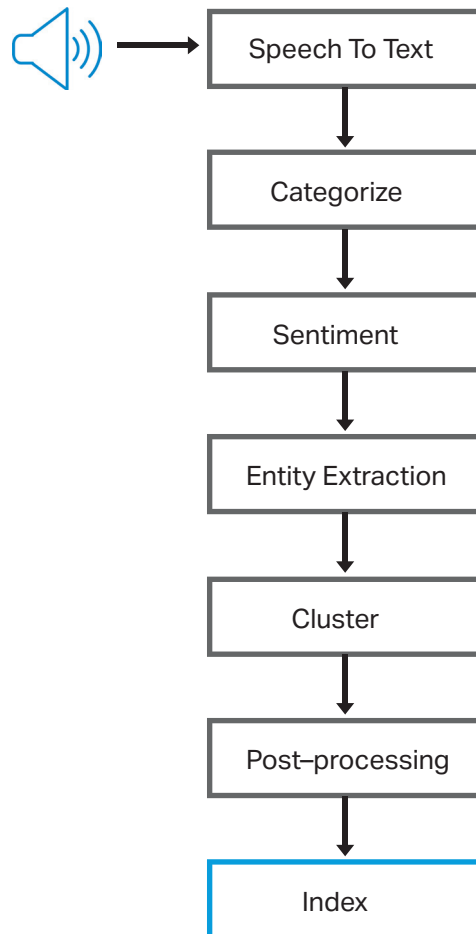 Speech To Text
Categorize
Sentiment
Entity Extraction
Cluster
Post–processing
Index